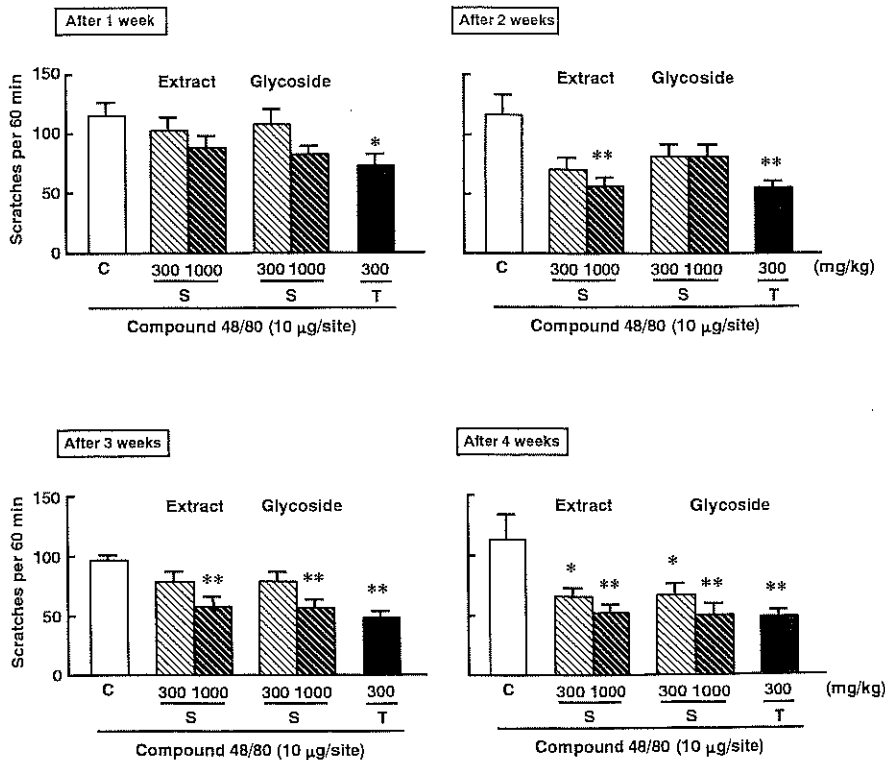 After 1 week
After 2 weeks
Scratches per 60 min
150
100
50
0
Extract Glycoside
*
C 300 1000 300 1000 300
S S T
Compound 48/80 (10 μg/site)
Extract Glycoside
** **
C 300 1000 300 1000 300 (mg/kg)
S S T
Compound 48/80 (10 μg/site)
After 3 weeks
After 4 weeks
Scratches per 60 min
150
100
50
0
Extract Glycoside
** ** **
C 300 1000 300 1000 300
S S T
Compound 48/80 (10 μg/site)
Extract Glycoside
* ** * ** **
C 300 1000 300 1000 300 (mg/kg)
S S T
Compound 48/80 (10 μg/site)